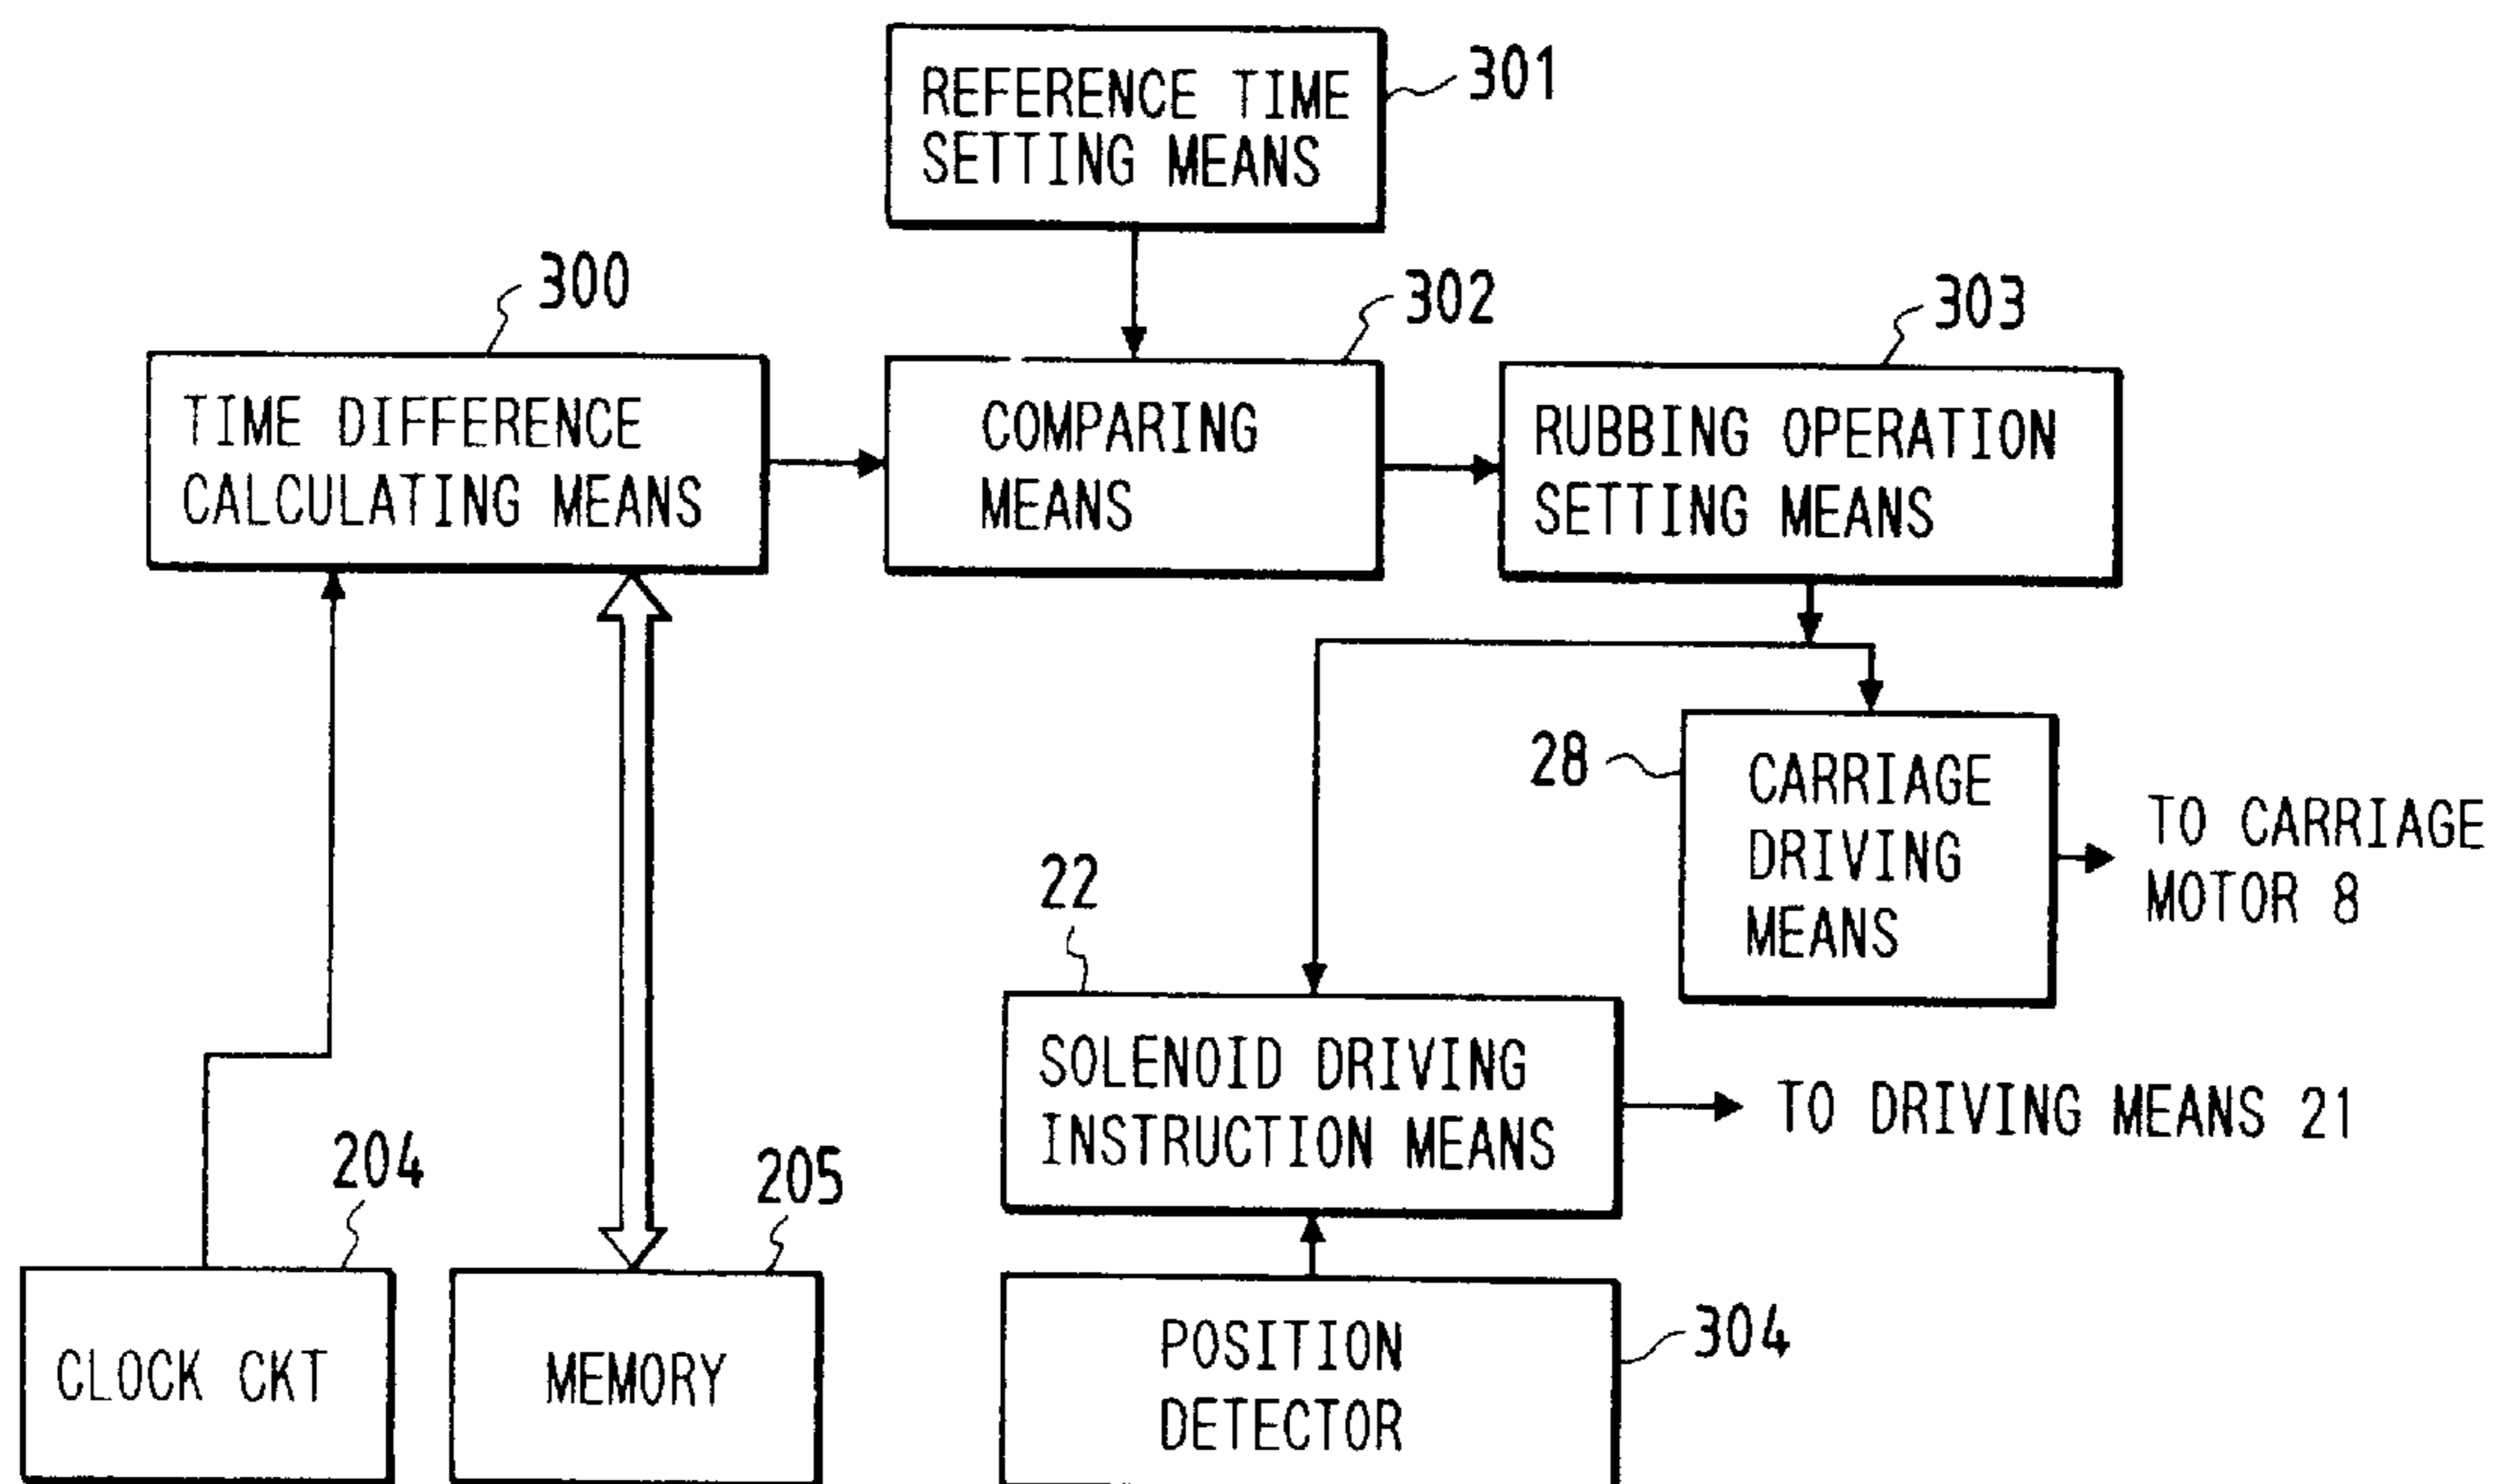 REFERENCE TIME
SETTING MEANS
301
300
302
303
TIME DIFFERENCE
CALCULATING MEANS
COMPARING
MEANS
RUBBING OPERATION
SETTING MEANS
28
CARRIAGE
DRIVING
MEANS
TO CARRIAGE
MOTOR 8
22
SOLENOID DRIVING
INSTRUCTION MEANS
TO DRIVING MEANS 21
204
205
CLOCK CKT
MEMORY
POSITION
DETECTOR
304